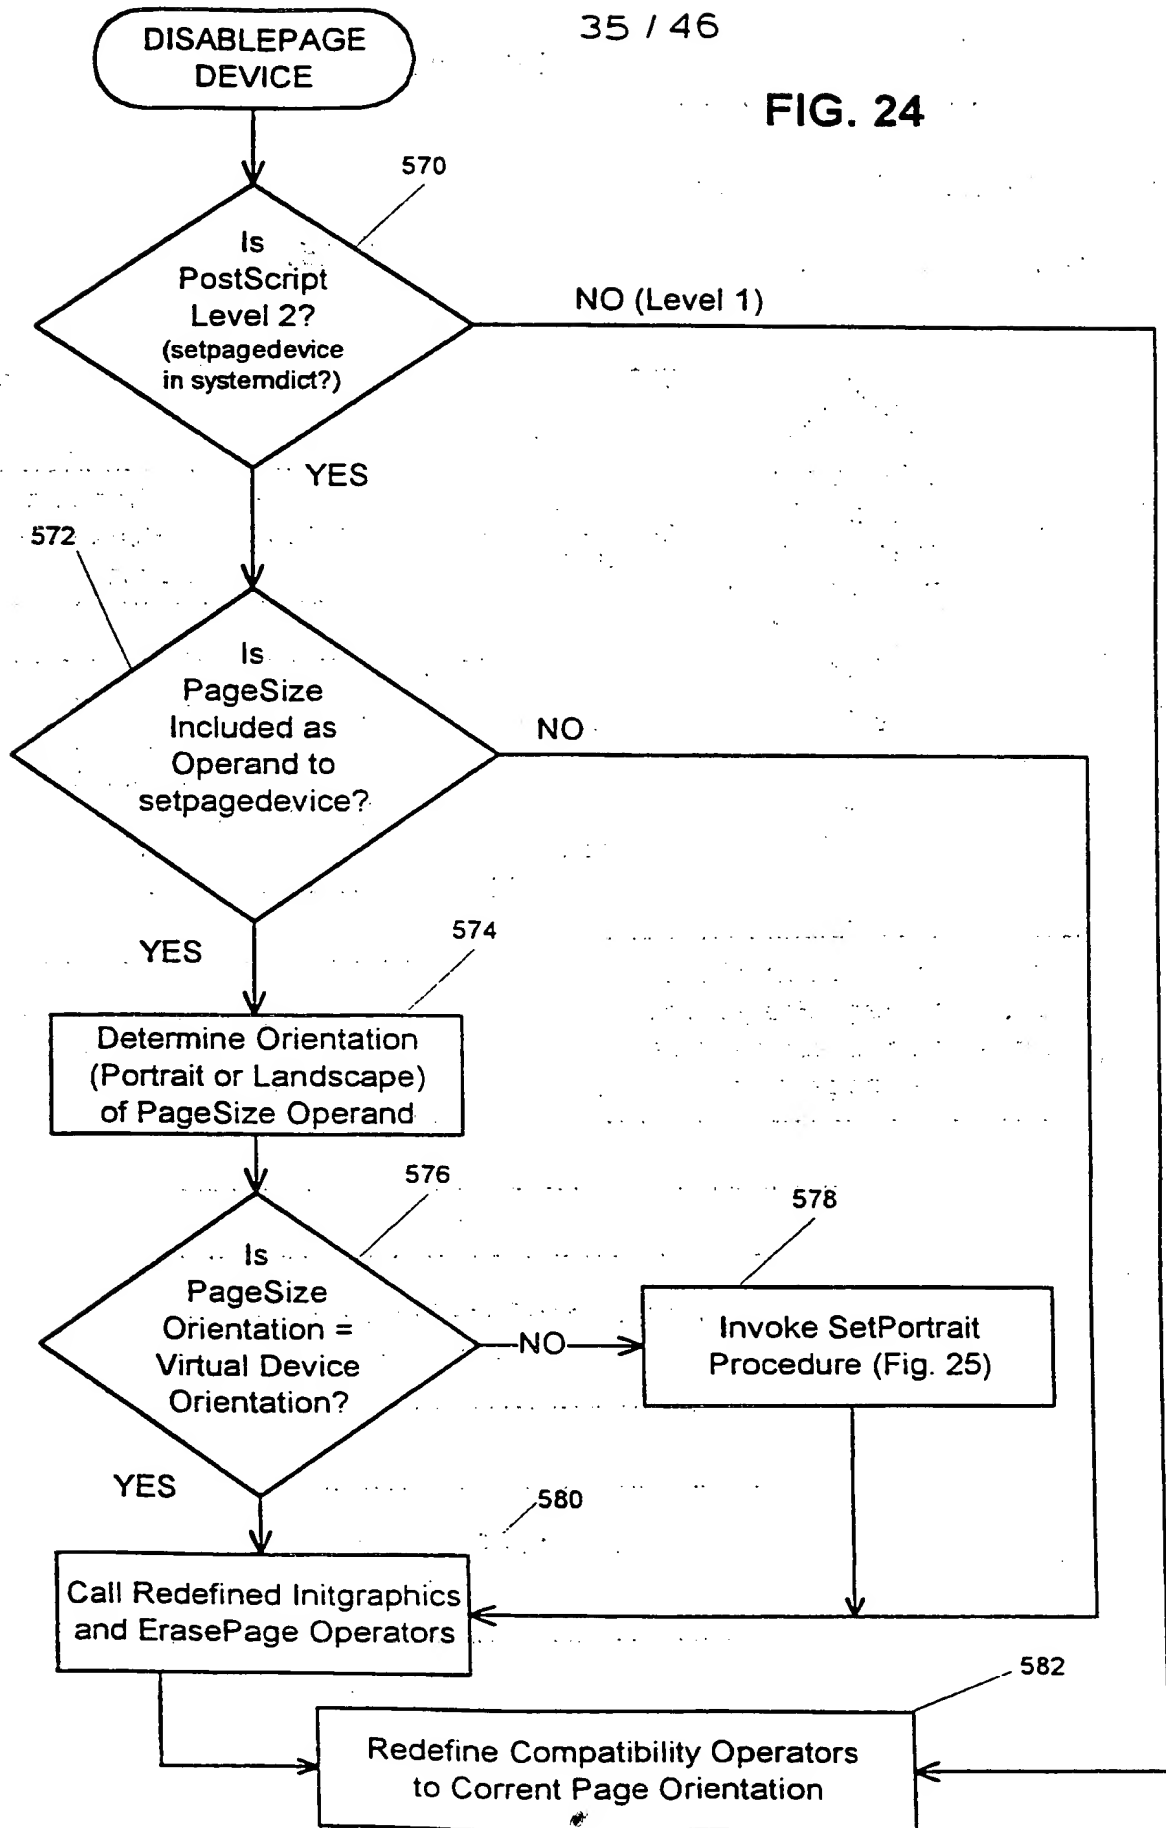 35 / 46
FIG. 24
DISABLEPAGE
DEVICE
570
Is
PostScript
Level 2?
(setpagedevice
in systemdict?)
NO (Level 1)
YES
572
Is
PageSize
Included as
Operand to
setpagedevice?
NO
YES
574
Determine Orientation
(Portrait or Landscape)
of PageSize Operand
576
Is
PageSize
Orientation =
Virtual Device
Orientation?
NO
578
Invoke SetPortrait
Procedure (Fig. 25)
YES
580
Call Redefined Initgraphics
and ErasePage Operators
582
Redefine Compatibility Operators
to Corrent Page Orientation